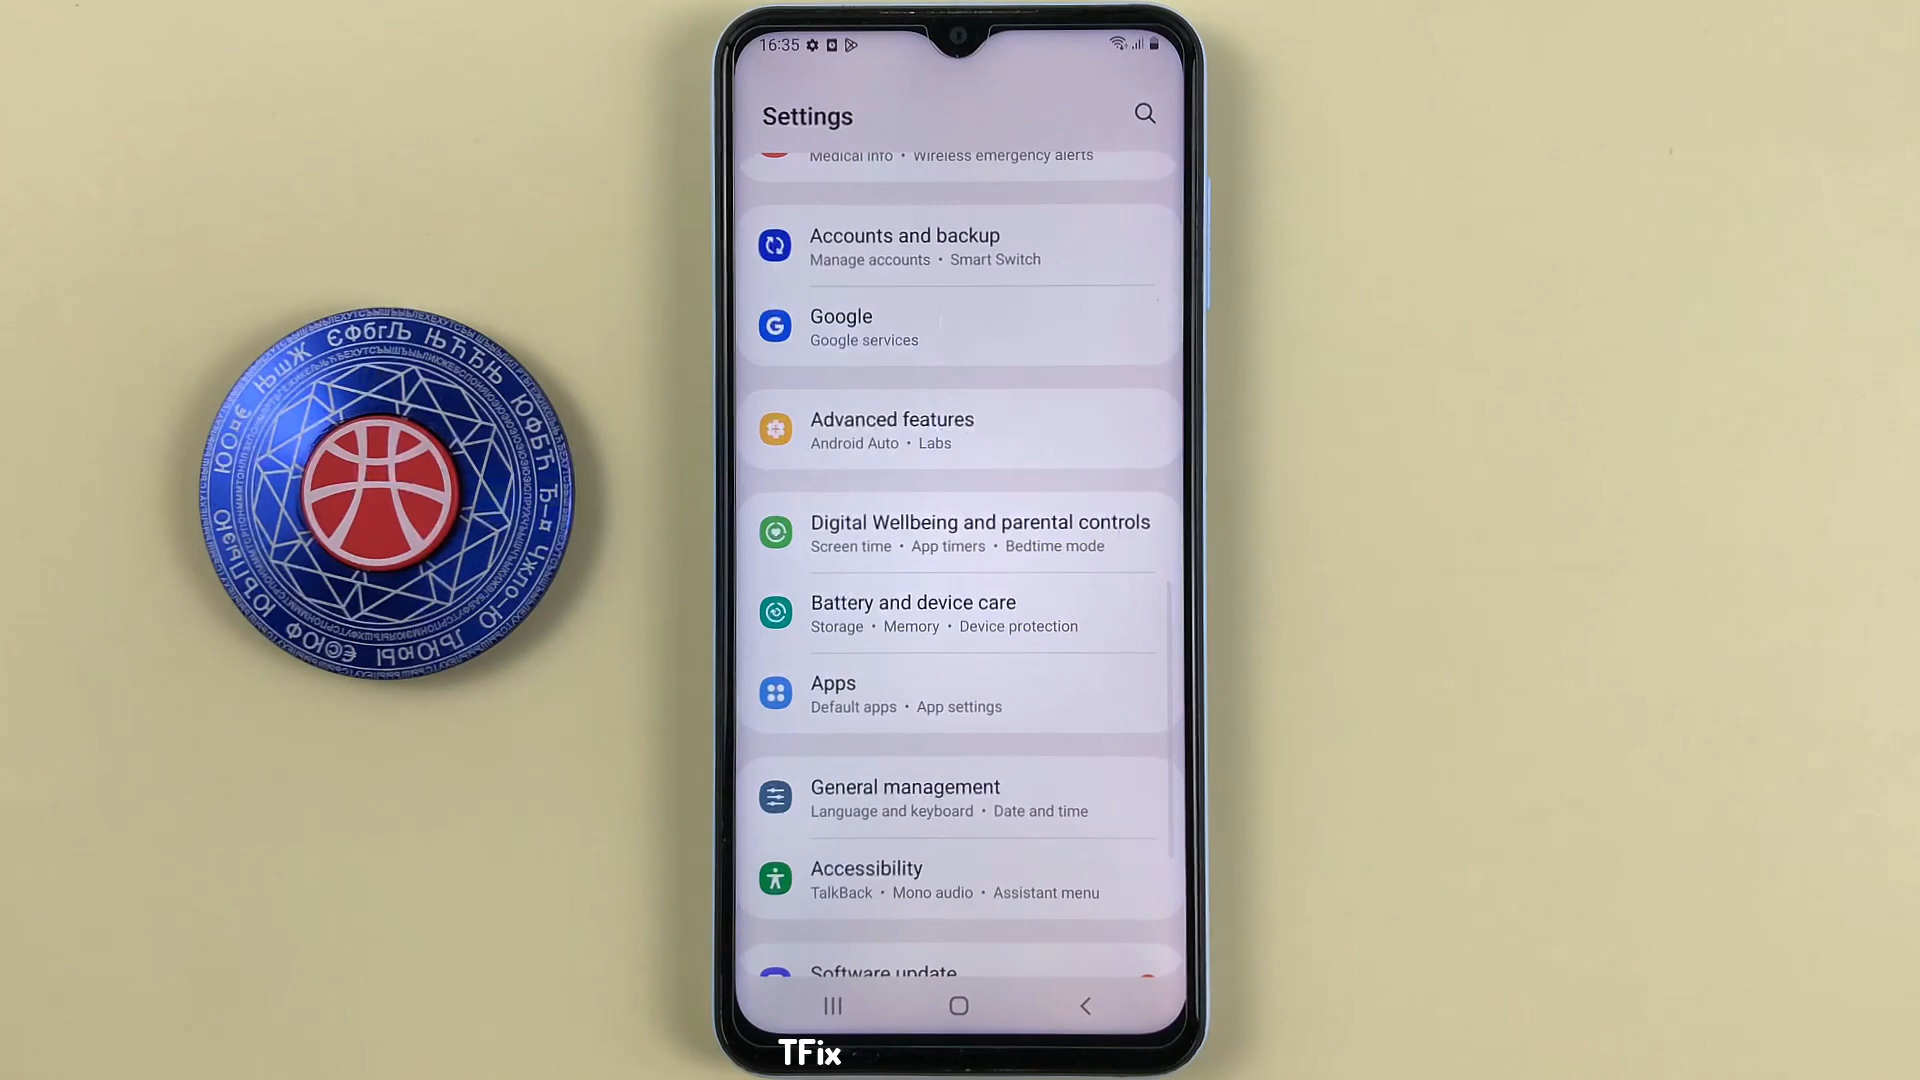 16:35
Settings
Medical info • Wireless emergency alerts
Accounts and backup
Manage accounts • Smart Switch
Google
Google services
Advanced features
Android Auto • Labs
Digital Wellbeing and parental controls
Screen time • App timers • Bedtime mode
Battery and device care
Storage • Memory • Device protection
Apps
Default apps • App settings
General management
Language and keyboard • Date and time
Accessibility
TalkBack • Mono audio • Assistant menu
Software update
TFix